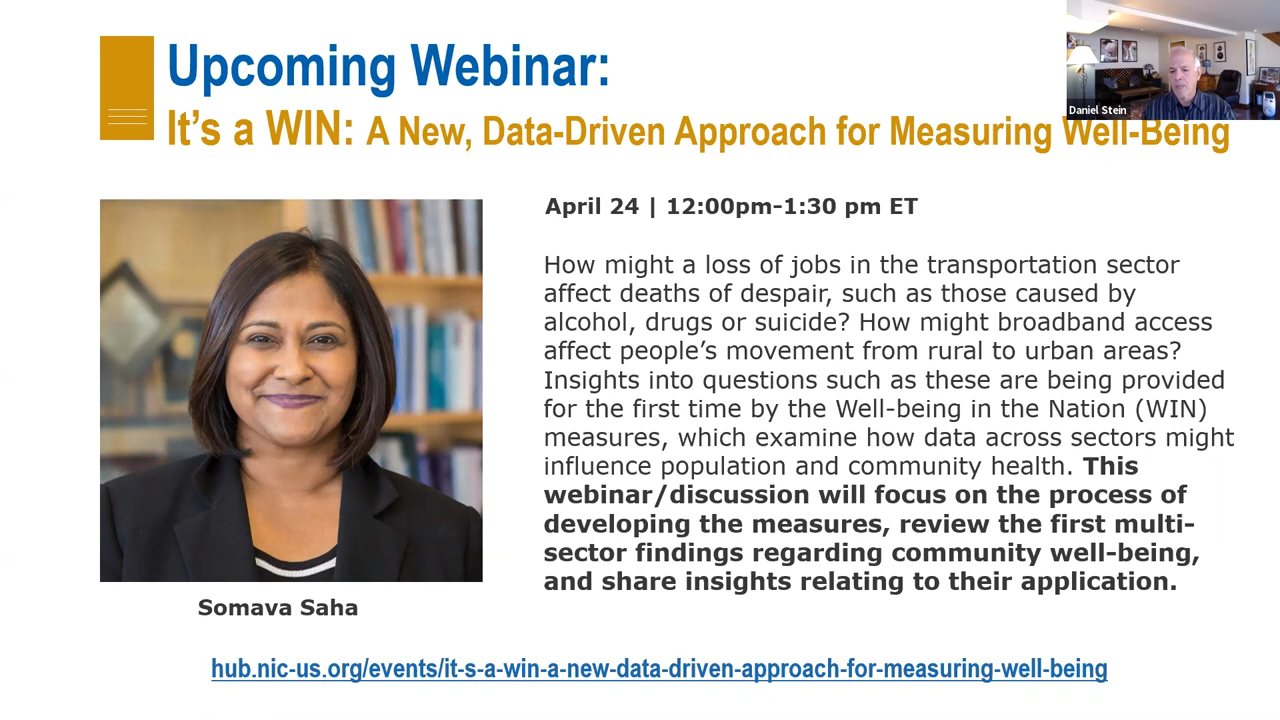 Upcoming Webinar:
Daniel Stein
It’s a WIN: A New, Data-Driven Approach for Measuring Well-Being
April 24 | 12:00pm-1:30 pm ET
How might a loss of jobs in the transportation sector
affect deaths of despair, such as those caused by
alcohol, drugs or suicide? How might broadband access
affect people’s movement from rural to urban areas?
Insights into questions such as these are being provided
for the first time by the Well-being in the Nation (WIN)
measures, which examine how data across sectors might
influence population and community health. This
webinar/discussion will focus on the process of
developing the measures, review the first multi-
sector findings regarding community well-being,
and share insights relating to their application.
Somava Saha
hub.nic-us.org/events/it-s-a-win-a-new-data-driven-approach-for-measuring-well-being